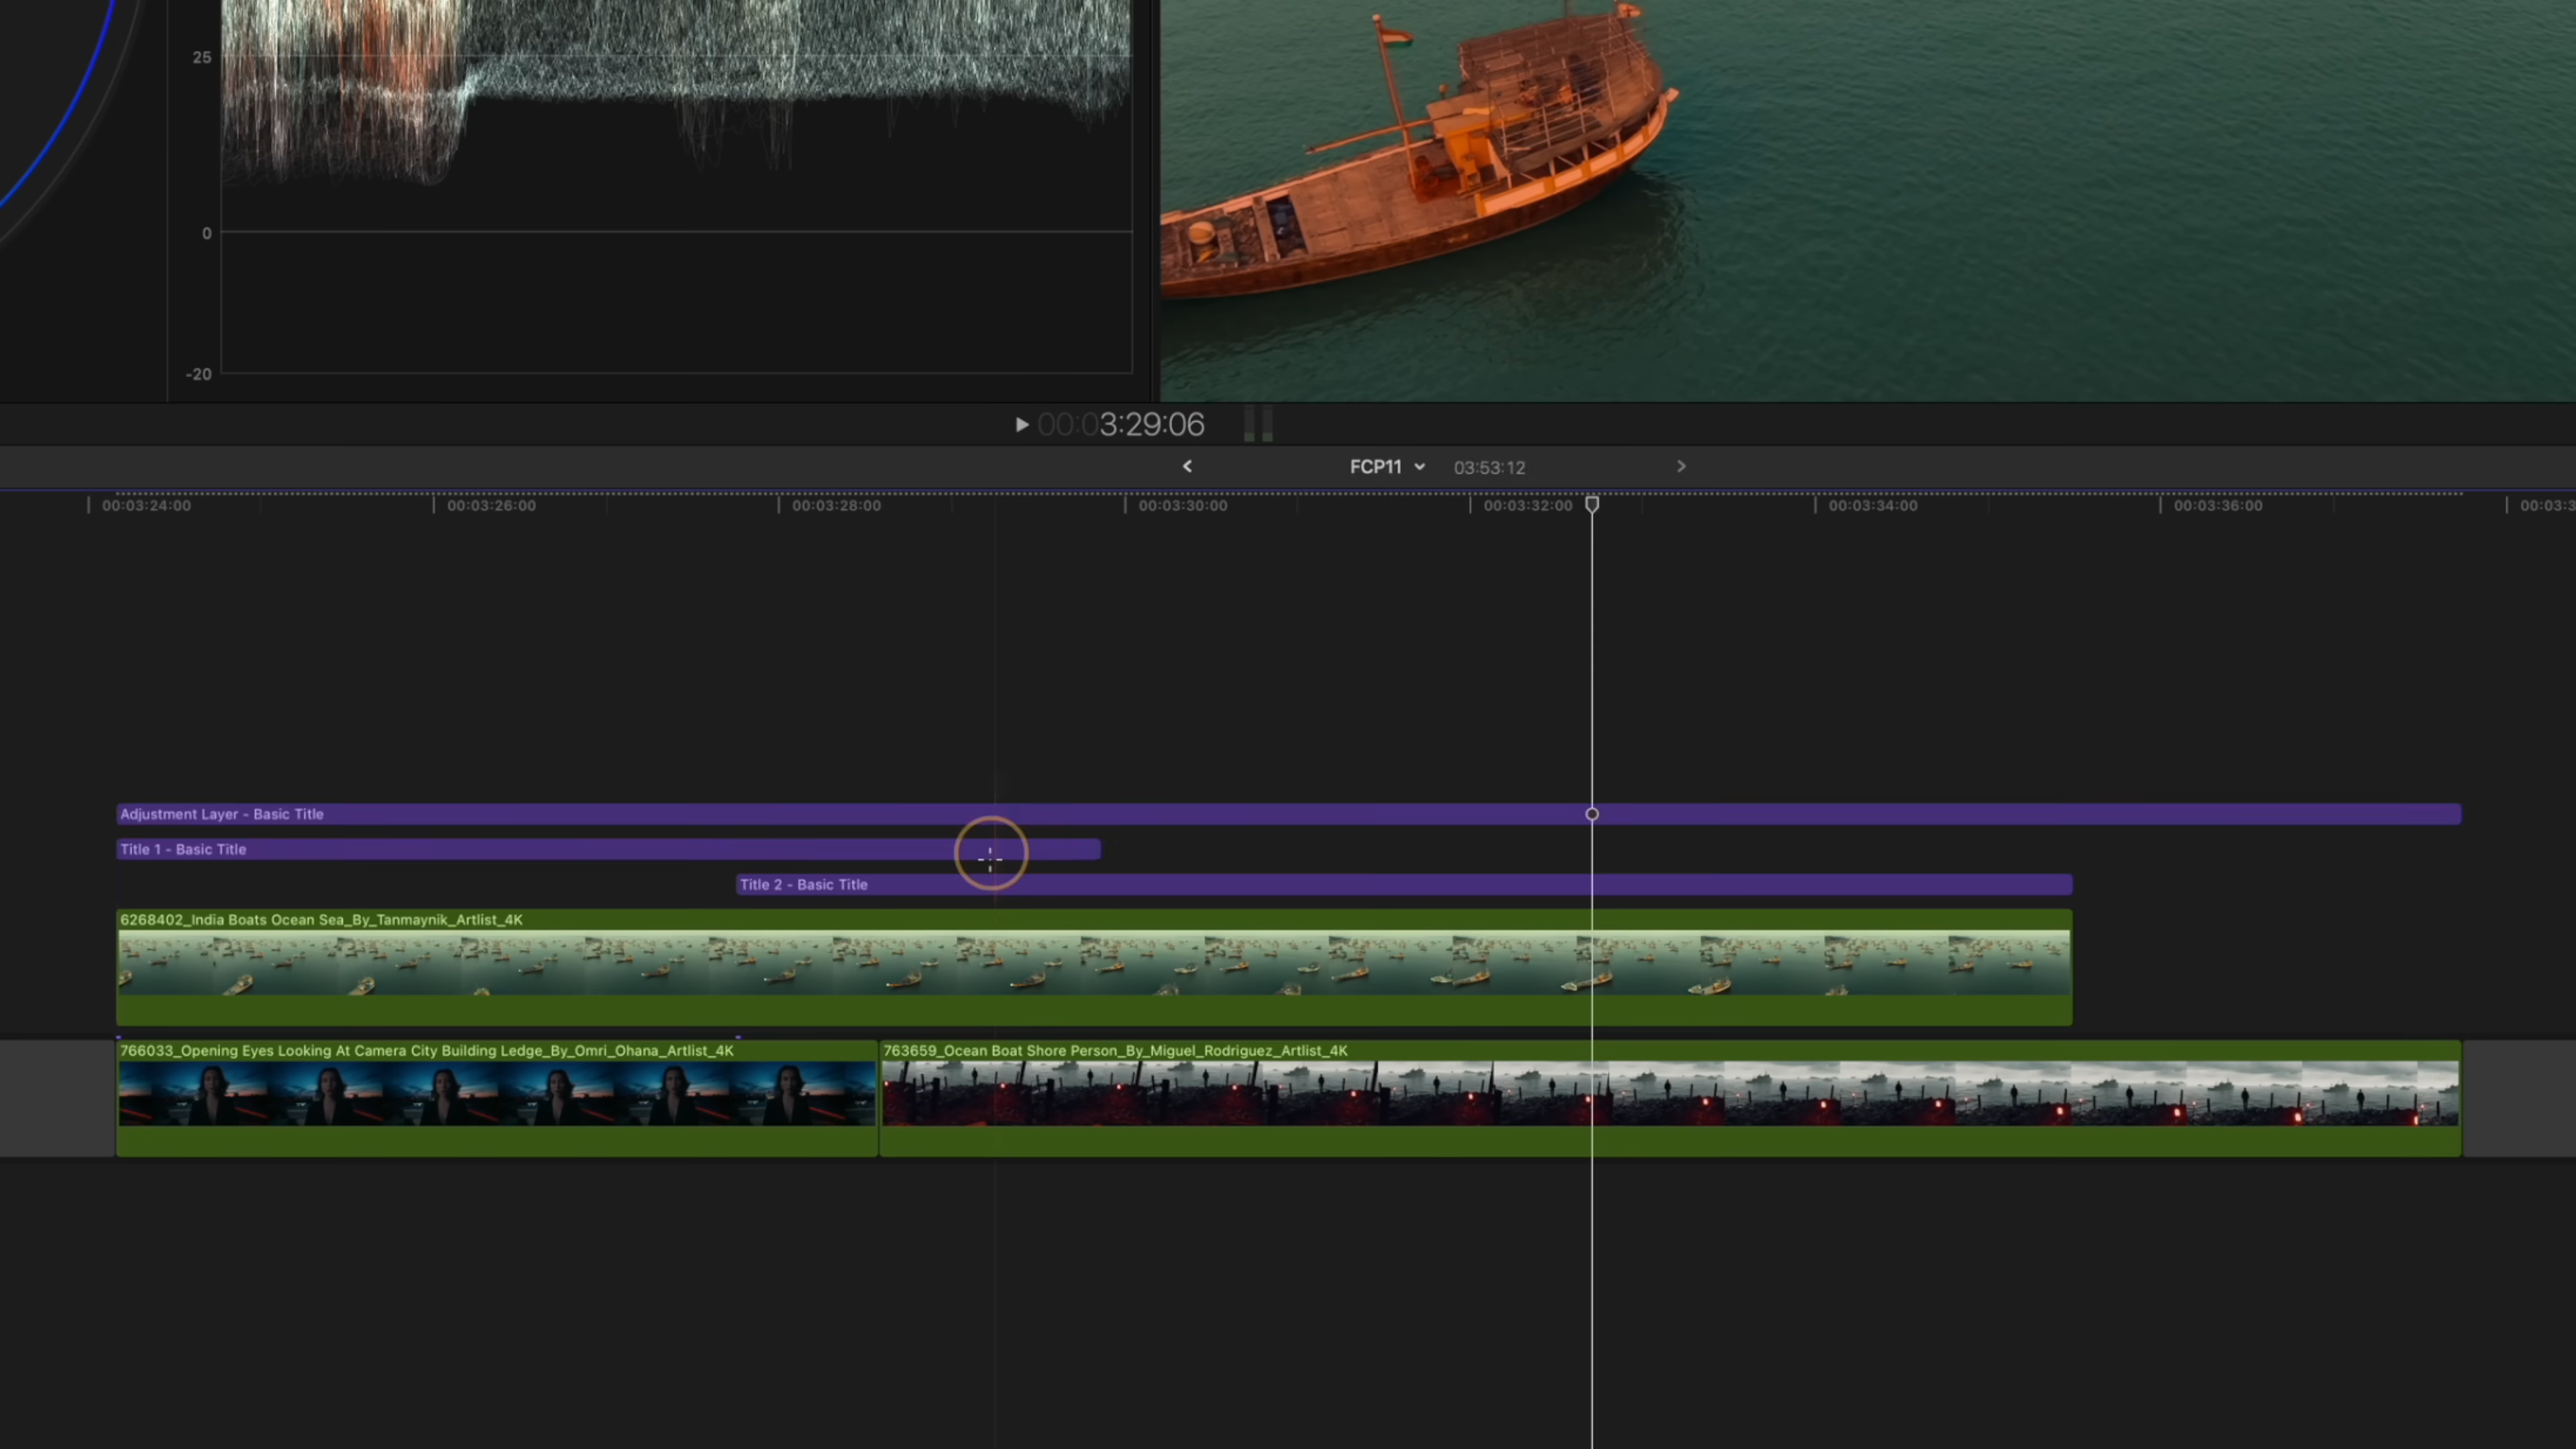 25
0
-20
00:03:29:06
FCP11 03:53:12
00:03:24:00 00:03:26:00 00:03:28:00 00:03:30:00 00:03:32:00 00:03:34:00 00:03:36:00 00:03:3
Adjustment Layer - Basic Title
Title 1 - Basic Title
Title 2 - Basic Title
6268402_India Boats Ocean Sea_By_Tanmaynik_Artlist_4K
766033_Opening Eyes Looking At Camera City Building Ledge_By_Omri_Ohana_Artlist_4K
763659_Ocean Boat Shore Person_By_Miguel_Rodriguez_Artlist_4K